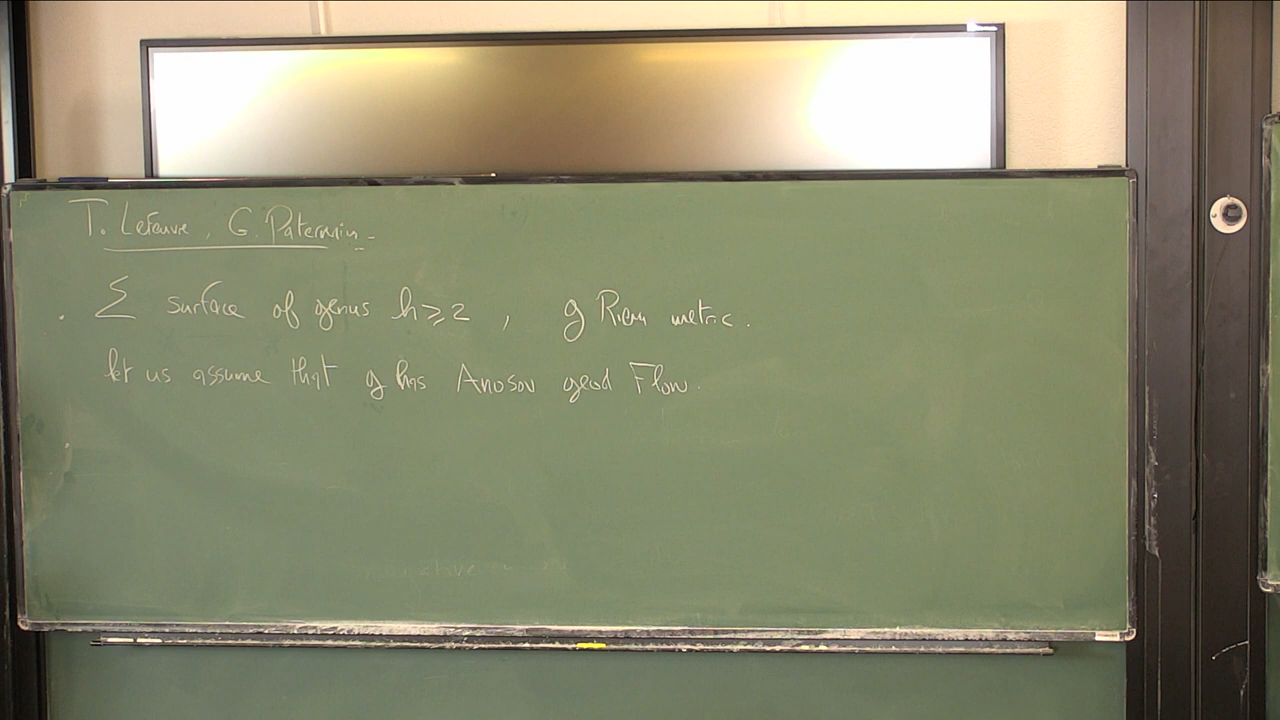 T. Lefeuvre, G. Paternain.
. Σ surface of genus h ⩾ 2, g Riem metric.
let us assume that g has Anosov geod Flow.